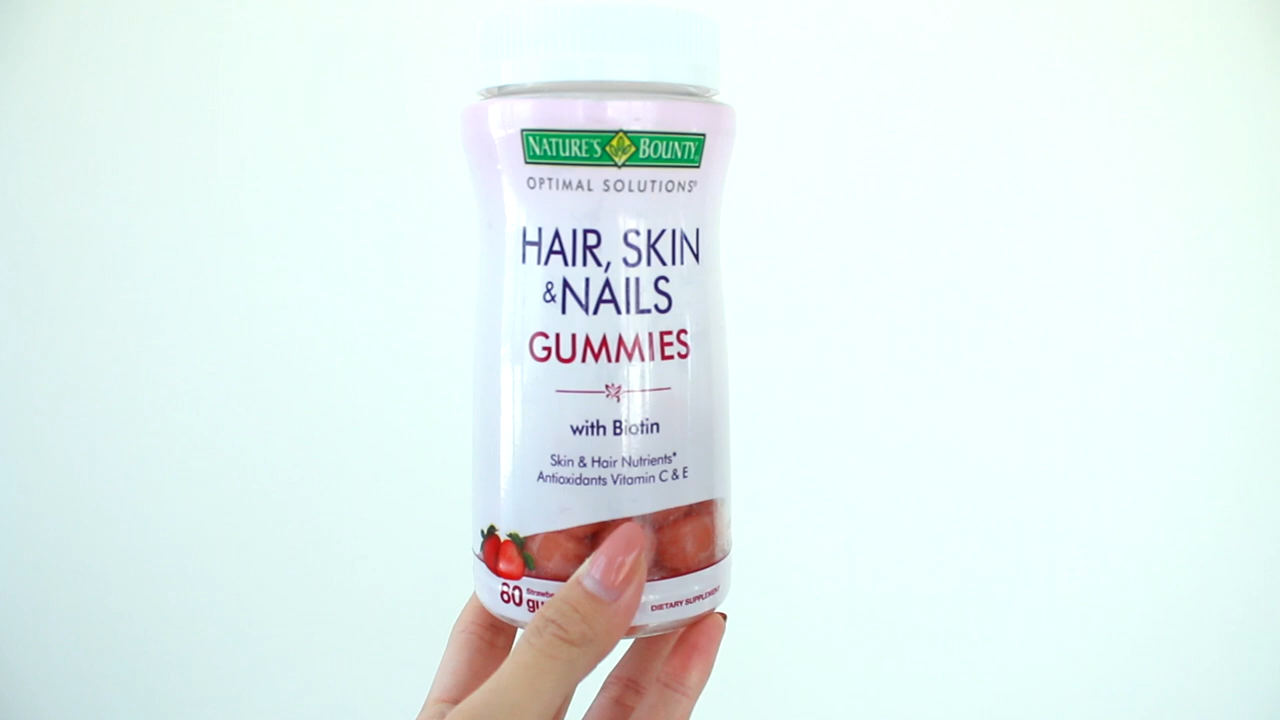 NATURE'S BOUNTY
OPTIMAL SOLUTIONS®
HAIR, SKIN
& NAILS
GUMMIES
with Biotin
Skin & Hair Nutrients*
Antioxidants Vitamin C & E
60
DIETARY SUPPLEMENT